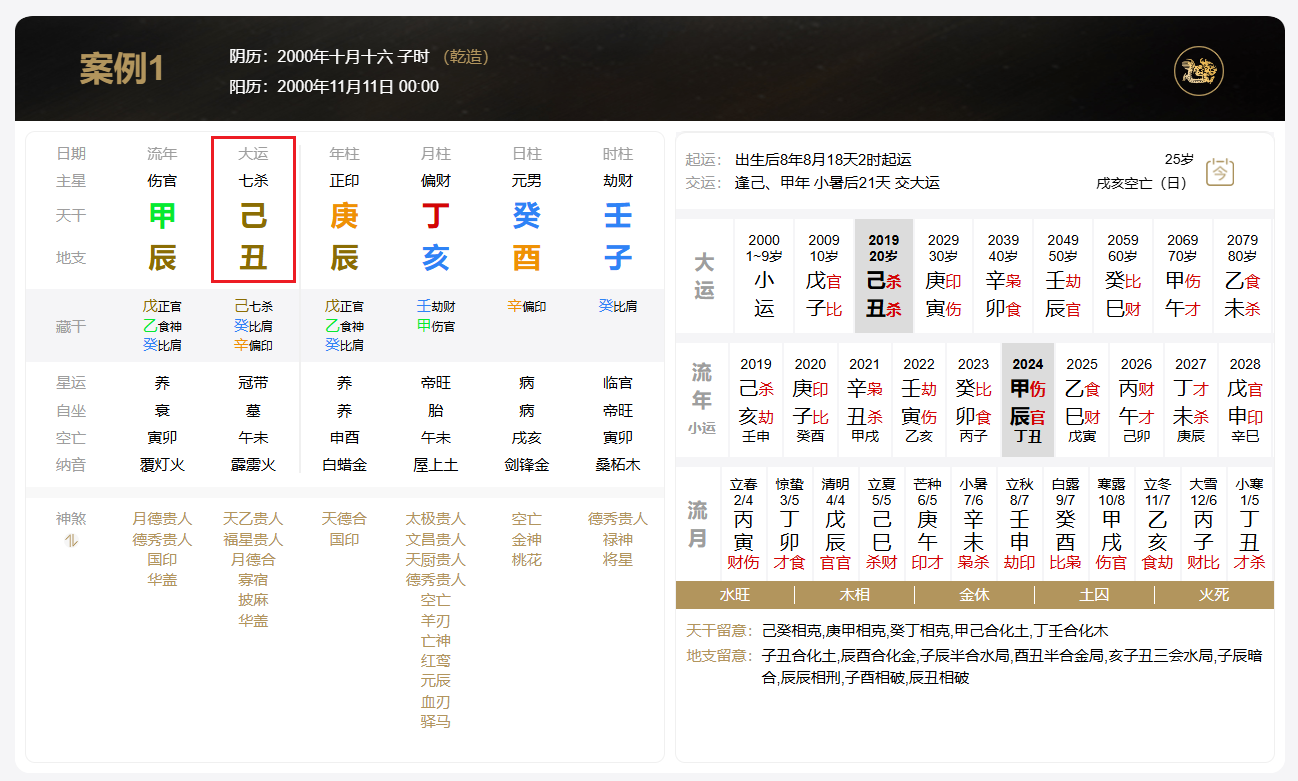 案例1
阴历：2000年十月十六 子时 （乾造）
阳历：2000年11月11日 00:00
日期 流年 大运 年柱 月柱 日柱 时柱
主星 伤官 七杀 正印 偏财 元男 劫财
天干 甲 己 庚 丁 癸 壬
地支 辰 丑 辰 亥 酉 子
藏干 戊正官 己七杀 戊正官 壬劫财 辛偏印 癸比肩
乙食神 癸比肩 乙食神 甲伤官
癸比肩 辛偏印 癸比肩
星运 养 冠带 养 帝旺 病 临官
自坐 衰 墓 养 胎 病 帝旺
空亡 寅卯 午未 申酉 午未 戌亥 寅卯
纳音 覆灯火 霹雳火 白蜡金 屋上土 剑锋金 桑柘木
神煞 月德贵人 天乙贵人 天德合 太极贵人 空亡 德秀贵人
德秀贵人 福星贵人 国印 文昌贵人 金神 禄神
国印 月德合 天厨贵人 桃花 将星
华盖 寡宿 德秀贵人
披麻 空亡
华盖 羊刃
亡神
红鸾
元辰
血刃
驿马
起运： 出生后8年8月18天2时起运 25岁
交运： 逢己、甲年 小暑后21天 交大运 戌亥空亡（日）
今
大运
2000 2009 2019 2029 2039 2049 2059 2069 2079
1~9岁 10岁 20岁 30岁 40岁 50岁 60岁 70岁 80岁
小 戊官 己杀 庚印 辛枭 壬劫 癸比 甲伤 乙食
运 子比 丑杀 寅伤 卯食 辰官 巳财 午才 未杀
流年
小运
2019 2020 2021 2022 2023 2024 2025 2026 2027 2028
己杀 庚印 辛枭 壬劫 癸比 甲伤 乙食 丙财 丁才 戊官
亥劫 子比 丑杀 寅伤 卯食 辰官 巳财 午才 未杀 申印
壬申 癸酉 甲戌 乙亥 丙子 丁丑 戊寅 己卯 庚辰 辛巳
流月
立春 惊蛰 清明 立夏 芒种 小暑 立秋 白露 寒露 立冬 大雪 小寒
2/4 3/5 4/4 5/5 6/5 7/6 8/7 9/7 10/8 11/7 12/6 1/5
丙 丁 戊 己 庚 辛 壬 癸 甲 乙 丙 丁
寅 卯 辰 巳 午 未 申 酉 戌 亥 子 丑
财伤 才食 官官 杀财 印才 枭杀 劫印 比枭 伤官 食劫 财比 才杀
水旺 木相 金休 土囚 火死
天干留意： 己癸相克,庚甲相克,癸丁相克,甲己合化土,丁壬合化木
地支留意： 子丑合化土,辰酉合化金,子辰半合水局,酉丑半合金局,亥子丑三会水局,子辰暗
合,辰辰相刑,子酉相破,辰丑相破